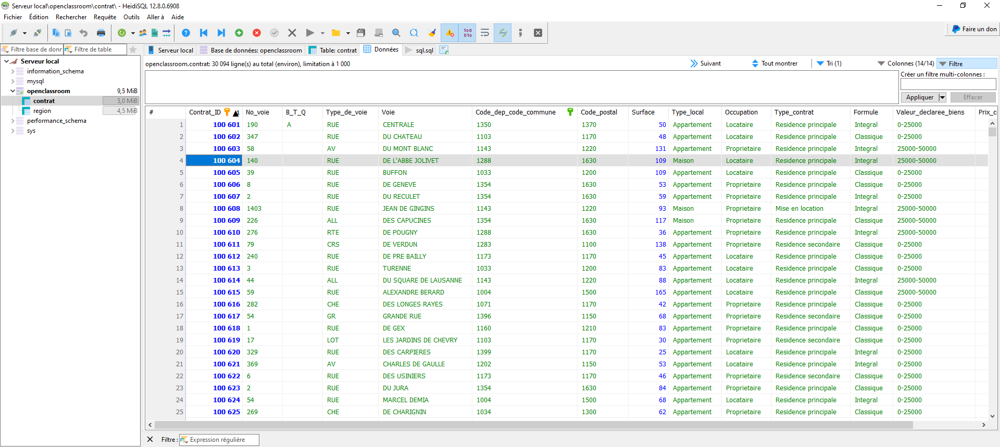 Serveur local\openclassroom\contrat\ - HeidiSQL 12.8.0.6908
Fichier Édition Rechercher Requête Outils Aller à Aide
Faire un don
Filtre base de donn Filtre de table
Serveur local Base de données: openclassroom Table: contrat Données sql.sql
Serveur local
information_schema
mysql
openclassroom 9,5 MiB
contrat 5,0 MiB
region 4,5 MiB
performance_schema
sys
openclassroom.contrat: 30 094 ligne(s) au total (environ), limitation à 1 000
Suivant Tout montrer Tri (1) Colonnes (14/14) Filtre
Créer un filtre multi-colonnes :
Appliquer Effacer
# Contrat_ID 1 No_voie B_T_Q Type_de_voie Voie Code_dep_code_commune Code_postal Surface Type_local Occupation Type_contrat Formule Valeur_declaree_biens Prix_c
1 100 601 190 A RUE CENTRALE 1350 1370 50 Appartement Locataire Residence principale Integral 0-25000
2 100 602 347 RUE DU CHATEAU 1103 1170 48 Appartement Locataire Residence principale Classique 0-25000
3 100 603 58 AV DU MONT BLANC 1143 1220 131 Appartement Proprietaire Residence principale Integral 25000-50000
4 100 604 140 RUE DE L'ABBE JOLIVET 1288 1630 109 Maison Locataire Residence principale Integral 25000-50000
5 100 605 39 RUE BUFFON 1033 1200 109 Appartement Locataire Residence principale Classique 0-25000
6 100 606 8 RUE DE GENEVE 1354 1630 53 Appartement Proprietaire Residence principale Classique 0-25000
7 100 607 2 RUE DU RECULET 1354 1630 59 Appartement Proprietaire Residence principale Integral 0-25000
8 100 608 1403 RUE JEAN DE GINGINS 1143 1220 93 Maison Proprietaire Mise en location Integral 25000-50000
9 100 609 226 ALL DES CAPUCINES 1354 1630 117 Maison Proprietaire Residence principale Classique 25000-50000
10 100 610 276 RTE DE POUGNY 1288 1630 36 Appartement Proprietaire Residence principale Integral 25000-50000
11 100 611 79 CRS DE VERDUN 1283 1100 138 Appartement Proprietaire Residence secondaire Classique 0-25000
12 100 612 240 RUE DE PRE BAILLY 1173 1170 45 Appartement Locataire Residence principale Classique 0-25000
13 100 613 3 RUE TURENNE 1033 1200 83 Appartement Locataire Residence principale Classique 0-25000
14 100 614 44 ALL DU SQUARE DE LAUSANNE 1143 1220 88 Appartement Locataire Residence principale Integral 25000-50000
15 100 615 59 RUE ALEXANDRE BERARD 1004 1500 165 Appartement Locataire Residence principale Classique 25000-50000
16 100 616 282 CHE DES LONGES RAYES 1071 1170 42 Appartement Proprietaire Residence principale Classique 0-25000
17 100 617 54 GR GRANDE RUE 1396 1150 68 Appartement Proprietaire Residence secondaire Classique 0-25000
18 100 618 1 RUE DE GEX 1160 1210 83 Appartement Proprietaire Residence principale Classique 0-25000
19 100 619 17 LOT LES JARDINS DE CHEVRY 1103 1170 30 Appartement Proprietaire Residence secondaire Classique 0-25000
20 100 620 329 RUE DES CARPIERES 1399 1170 25 Appartement Locataire Residence principale Integral 0-25000
21 100 621 369 AV CHARLES DE GAULLE 1202 1150 53 Appartement Locataire Residence principale Integral 0-25000
22 100 622 6 RUE DES USINIERS 1173 1170 46 Appartement Proprietaire Residence secondaire Classique 0-25000
23 100 623 2 RUE DU JURA 1354 1630 84 Appartement Proprietaire Residence principale Classique 0-25000
24 100 624 54 RUE MARCEL DEMIA 1004 1500 68 Appartement Locataire Residence principale Integral 0-25000
25 100 625 269 CHE DE CHARIGNIN 1034 1300 62 Appartement Proprietaire Residence principale Classique 0-25000
Filtre : Expression régulière